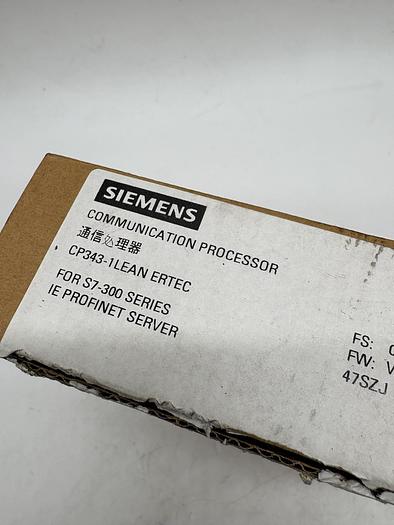 SIEMENS
COMMUNICATION PROCESSOR
通信处理器
CP343-1LEAN ERTEC
FOR S7-300 SERIES
IE PROFINET SERVER
FS:
FW: V
47SZJ